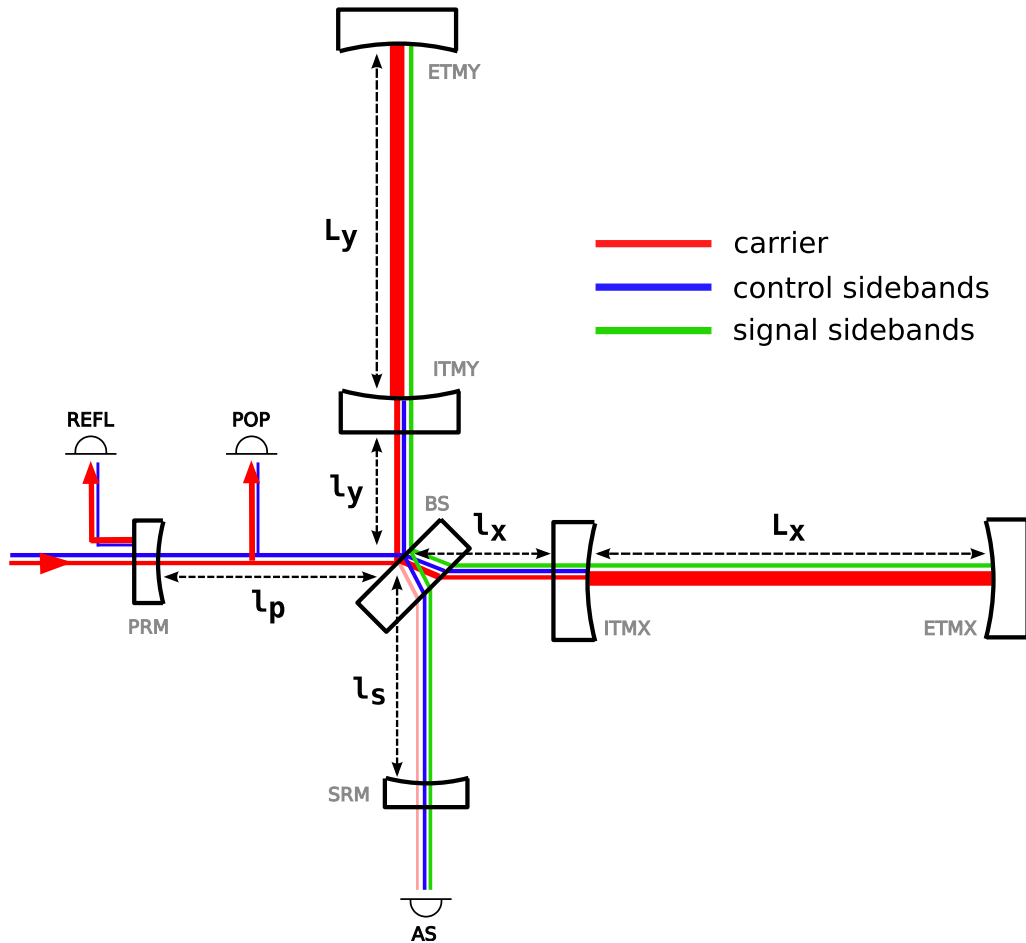 ETMY
Ly
carrier
control sidebands
signal sidebands
ITMY
REFL
POP
ly
BS
lx
Lx
lp
PRM
ITMX
ETMX
ls
SRM
AS